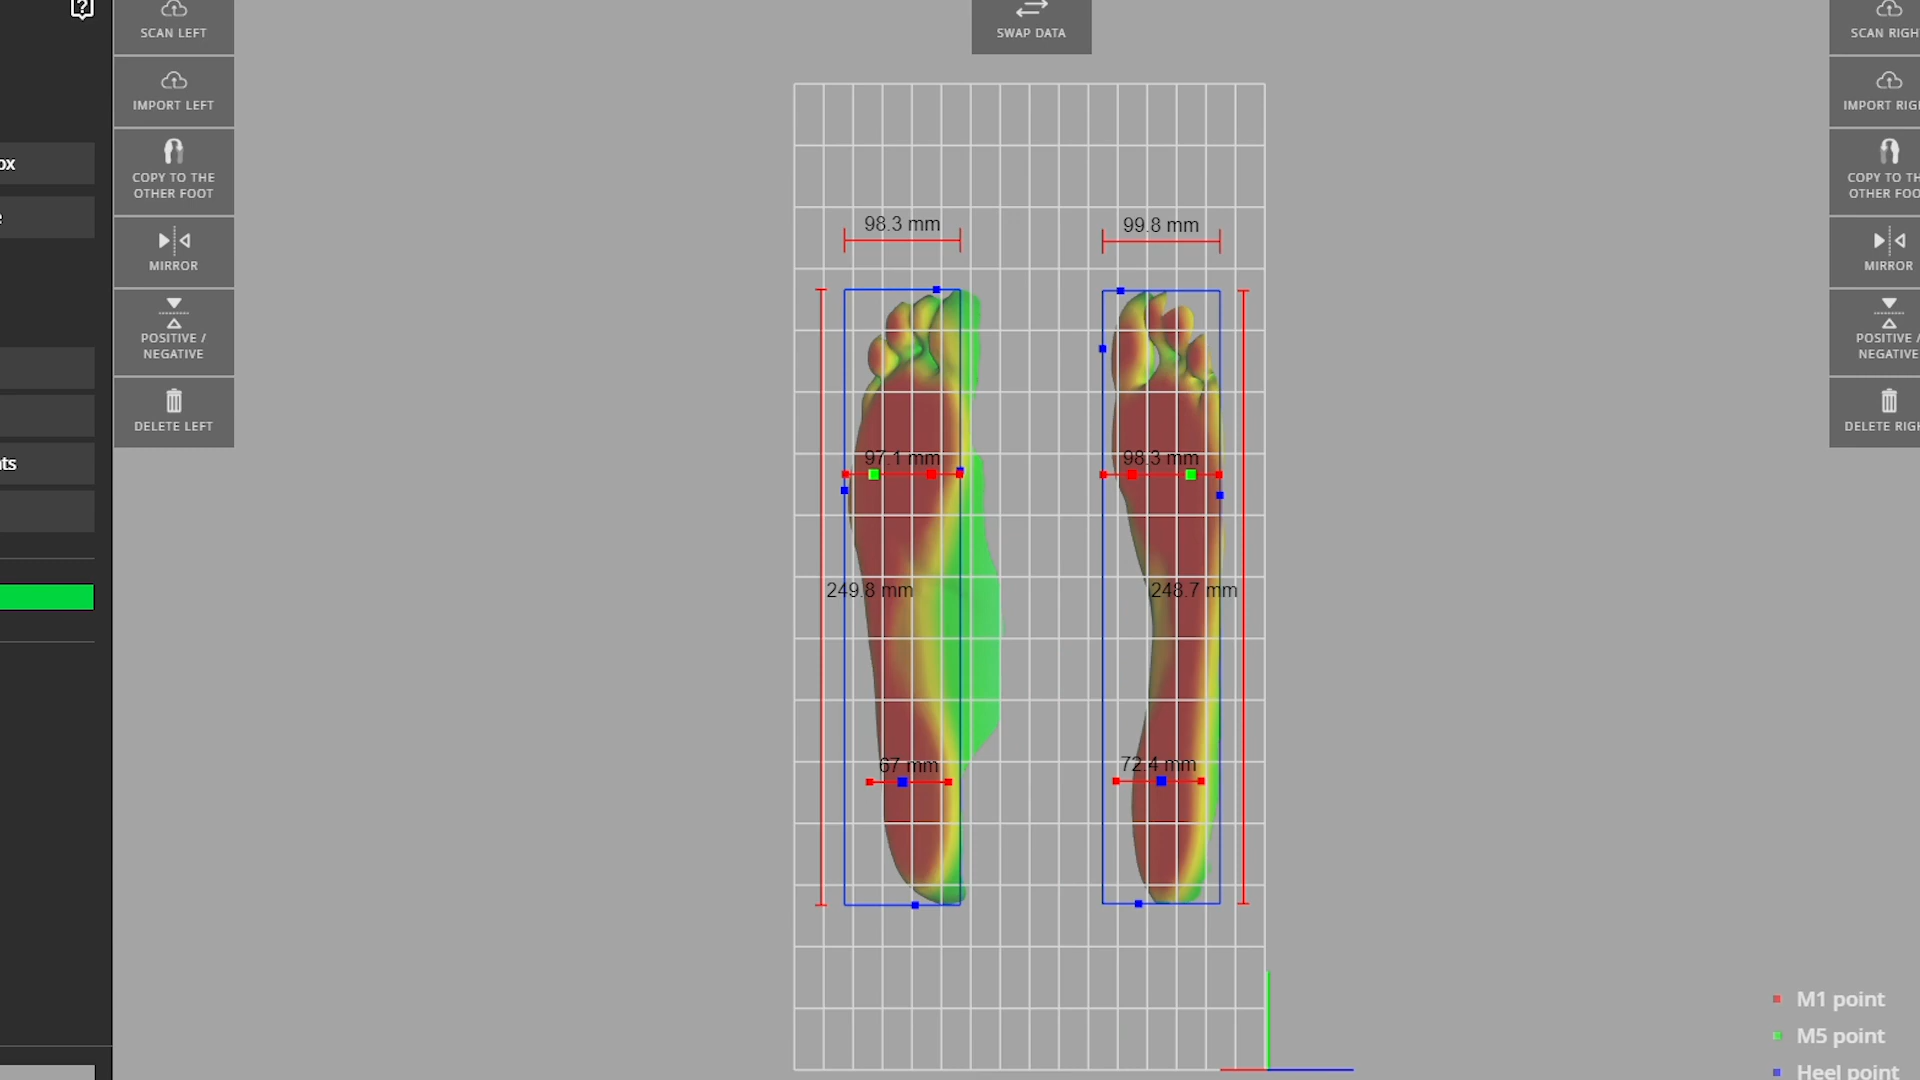 ?
SCAN LEFT
SWAP DATA
SCAN RIGH
IMPORT LEFT
IMPORT RIGH
COPY TO THE
OTHER FOOT
COPY TO TH
OTHER FOO
MIRROR
MIRROR
POSITIVE /
NEGATIVE
POSITIVE /
NEGATIVE
DELETE LEFT
DELETE RIGH
ox
e
nts
98.3 mm
99.8 mm
97.1 mm
98.3 mm
249.8 mm
248.7 mm
67 mm
72.4 mm
M1 point
M5 point
Heel point